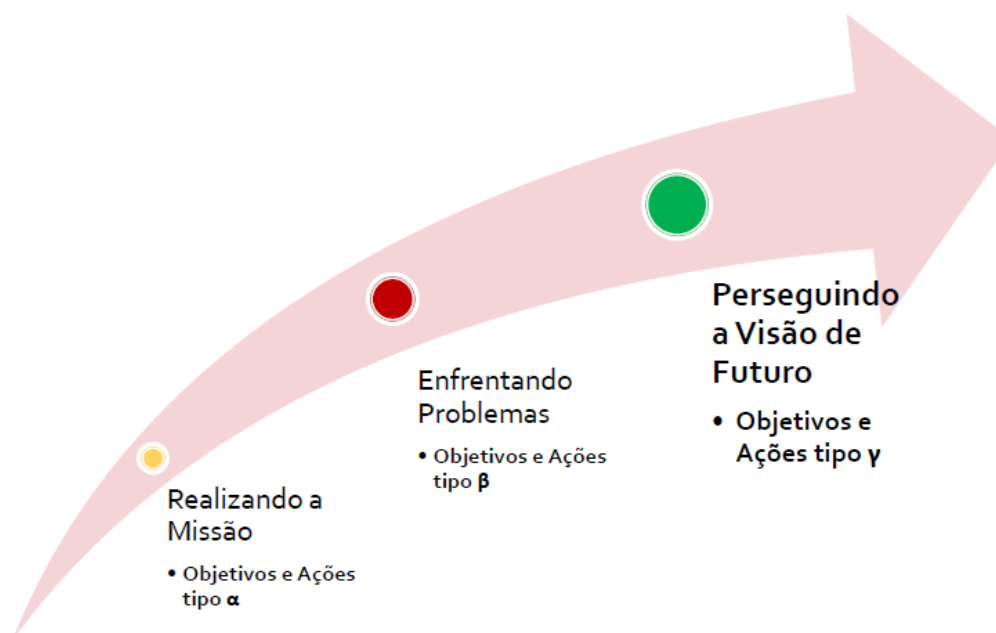 Realizando a
Missão
• Objetivos e Ações
tipo α
Enfrentando
Problemas
• Objetivos e Ações
tipo β
Perseguindo
a Visão de
Futuro
• Objetivos e
Ações tipo γ